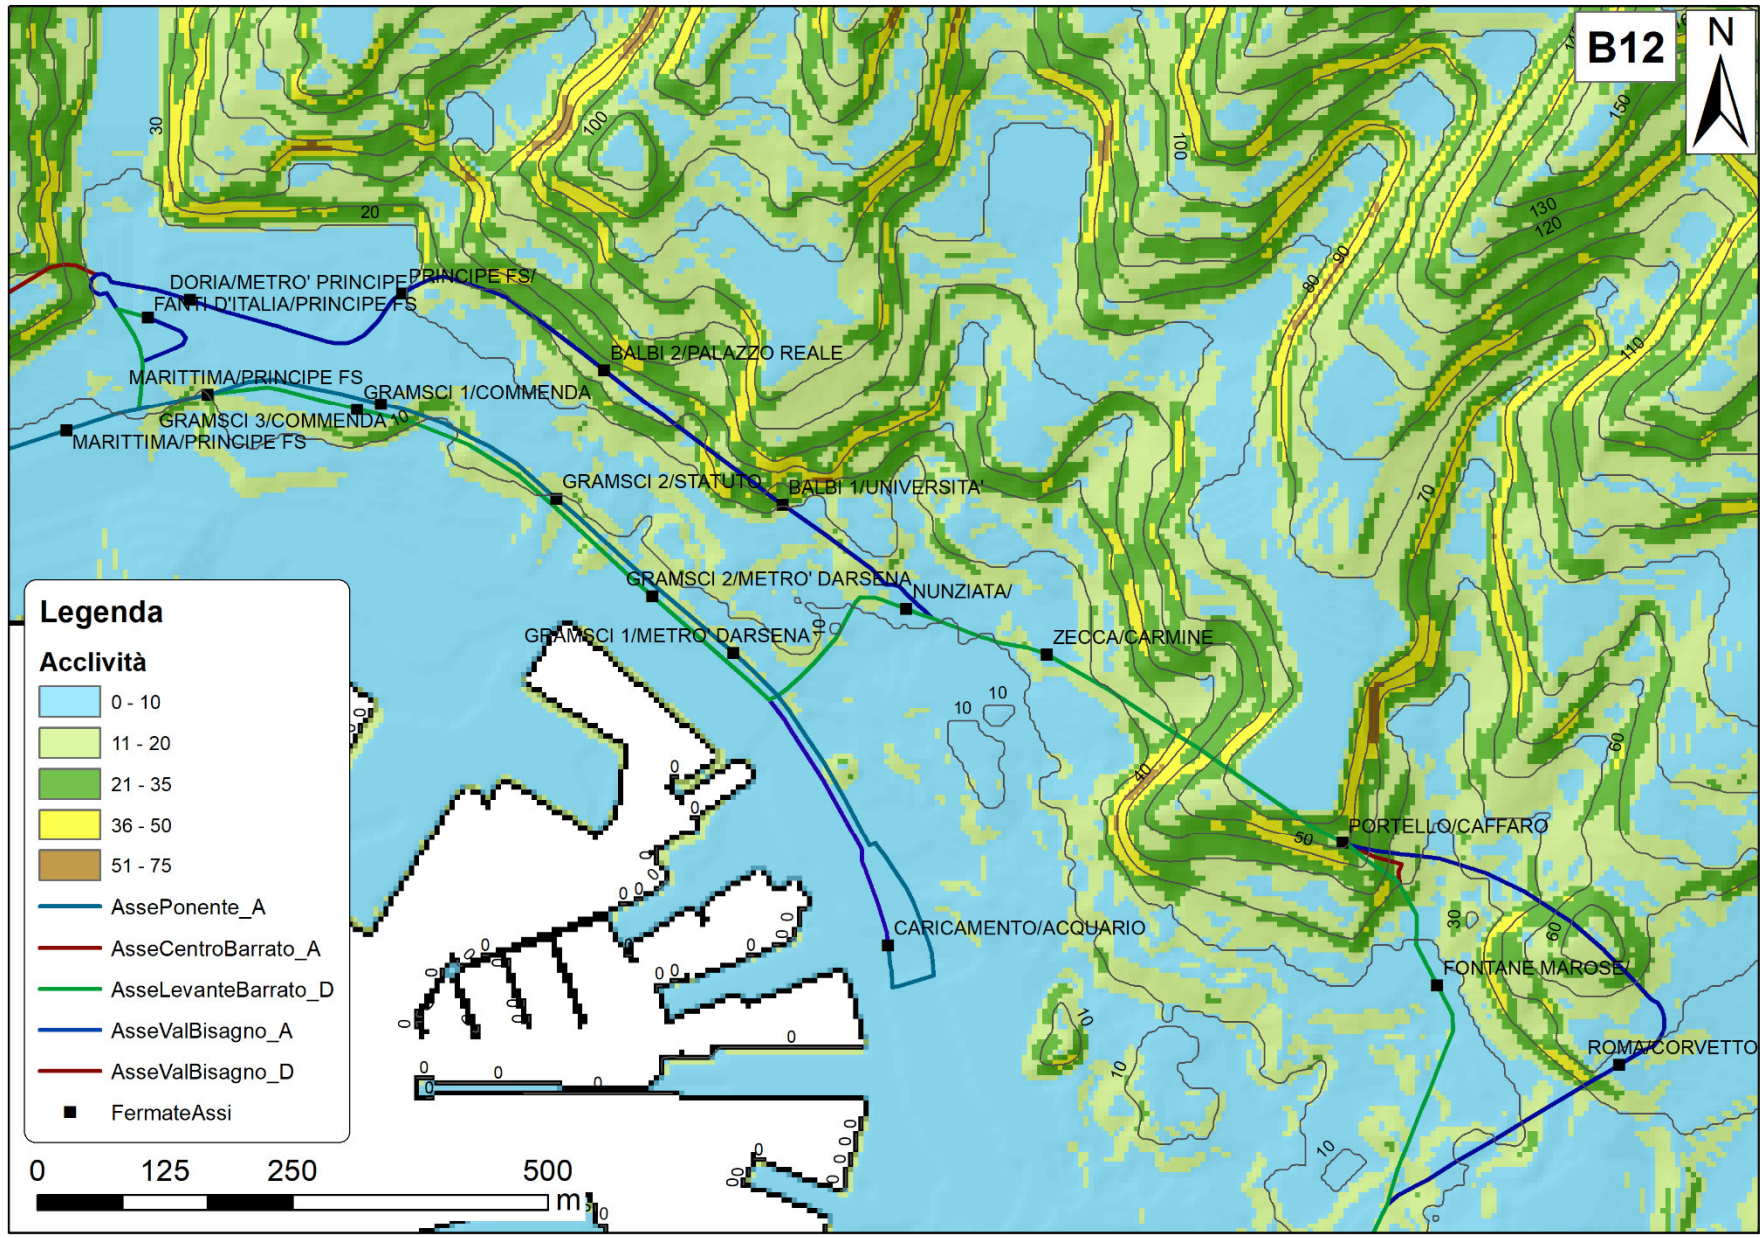 B12
N
30
100
100
150
20
130
120
90
80
110
DORIA/METRO' PRINCIPE
PRINCIPE FS/
FANTI D'ITALIA/PRINCIPE FS
BALBI 2/PALAZZO REALE
MARITTIMA/PRINCIPE FS
GRAMSCI 1/COMMENDA
GRAMSCI 3/COMMENDA
10
MARITTIMA/PRINCIPE FS
GRAMSCI 2/STATUTO
BALBI 1/UNIVERSITA'
70
GRAMSCI 2/METRO' DARSENA
NUNZIATA/
GRAMSCI 1/METRO' DARSENA
10
ZECCA/CARMINE
10
10
60
40
50
PORTELLO/CAFFARO
30
60
CARICAMENTO/ACQUARIO
FONTANE MAROSE/
10
10
ROMA/CORVETTO
10
Legenda
Acclività
0 - 10
11 - 20
21 - 35
36 - 50
51 - 75
AssePonente_A
AsseCentroBarrato_A
AsseLevanteBarrato_D
AsseValBisagno_A
AsseValBisagno_D
FermateAssi
0 125 250 500
m